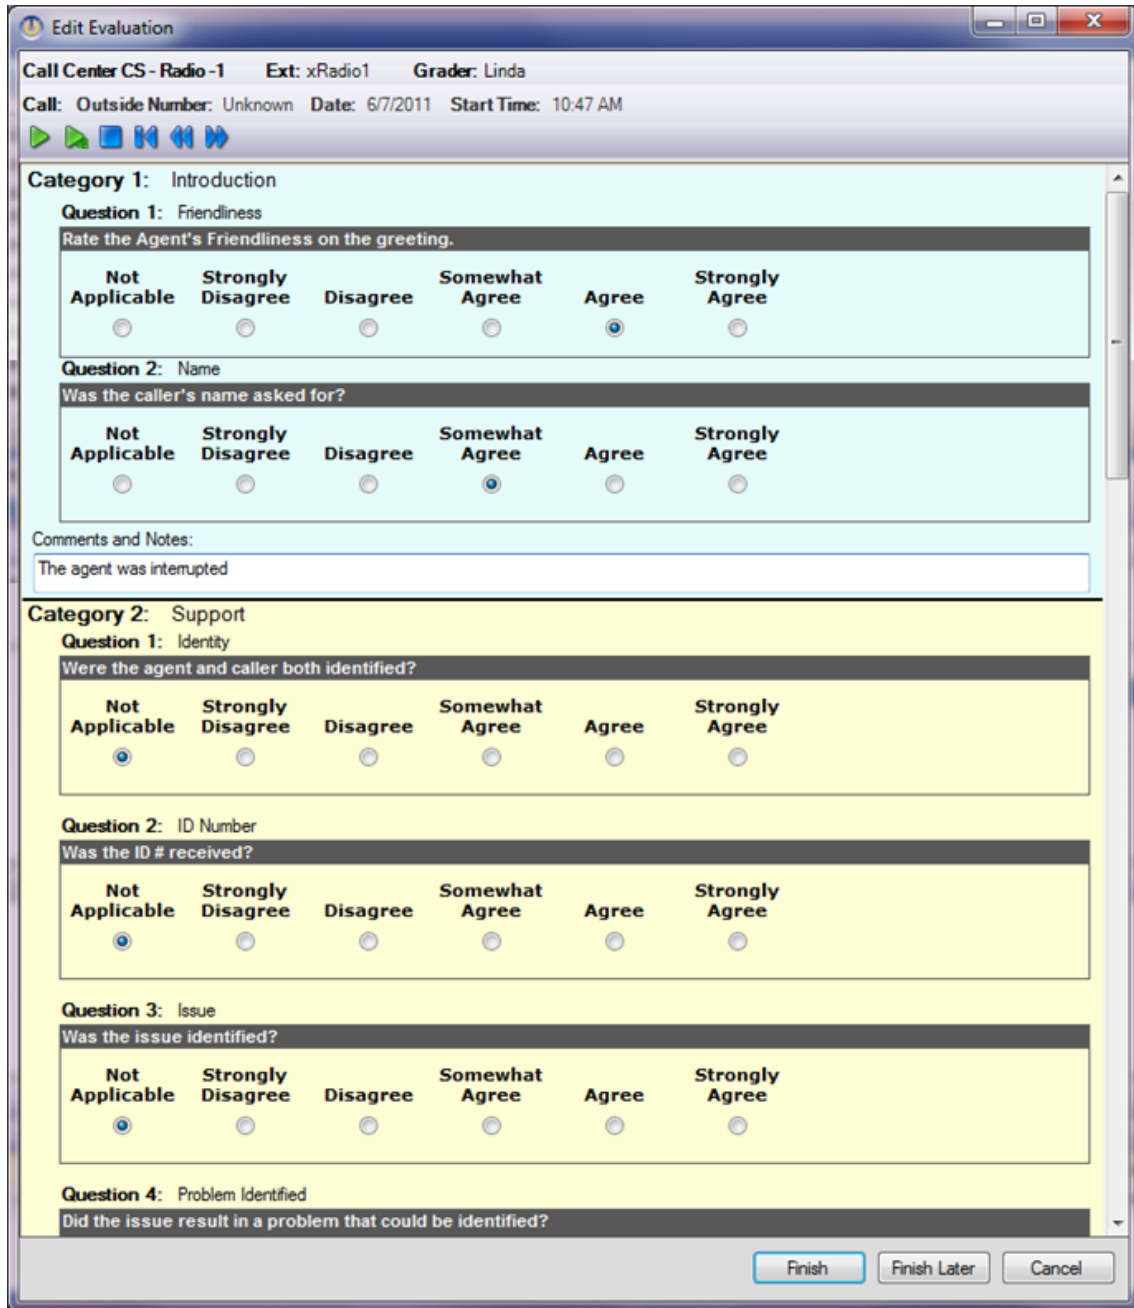 Edit Evaluation
Call Center CS - Radio -1 Ext: xRadio1 Grader: Linda
Call: Outside Number: Unknown Date: 6/7/2011 Start Time: 10:47 AM
Category 1: Introduction
Question 1: Friendliness
Rate the Agent's Friendliness on the greeting.
Not Strongly Somewhat Strongly
Applicable Disagree Disagree Agree Agree Agree
Question 2: Name
Was the caller's name asked for?
Not Strongly Somewhat Strongly
Applicable Disagree Disagree Agree Agree Agree
Comments and Notes:
The agent was interrupted
Category 2: Support
Question 1: Identity
Were the agent and caller both identified?
Not Strongly Somewhat Strongly
Applicable Disagree Disagree Agree Agree Agree
Question 2: ID Number
Was the ID # received?
Not Strongly Somewhat Strongly
Applicable Disagree Disagree Agree Agree Agree
Question 3: Issue
Was the issue identified?
Not Strongly Somewhat Strongly
Applicable Disagree Disagree Agree Agree Agree
Question 4: Problem Identified
Did the issue result in a problem that could be identified?
Finish Finish Later Cancel